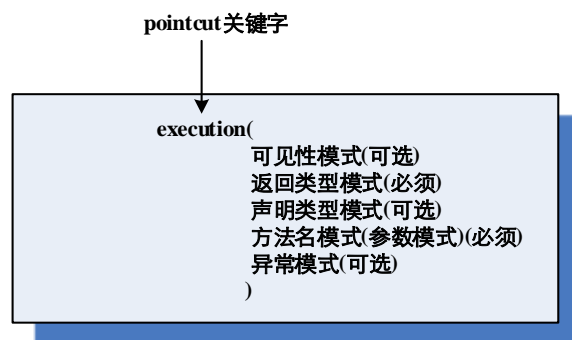 pointcut关键字
execution(
可见性模式(可选)
返回类型模式(必须)
声明类型模式(可选)
方法名模式(参数模式)(必须)
异常模式(可选)
)